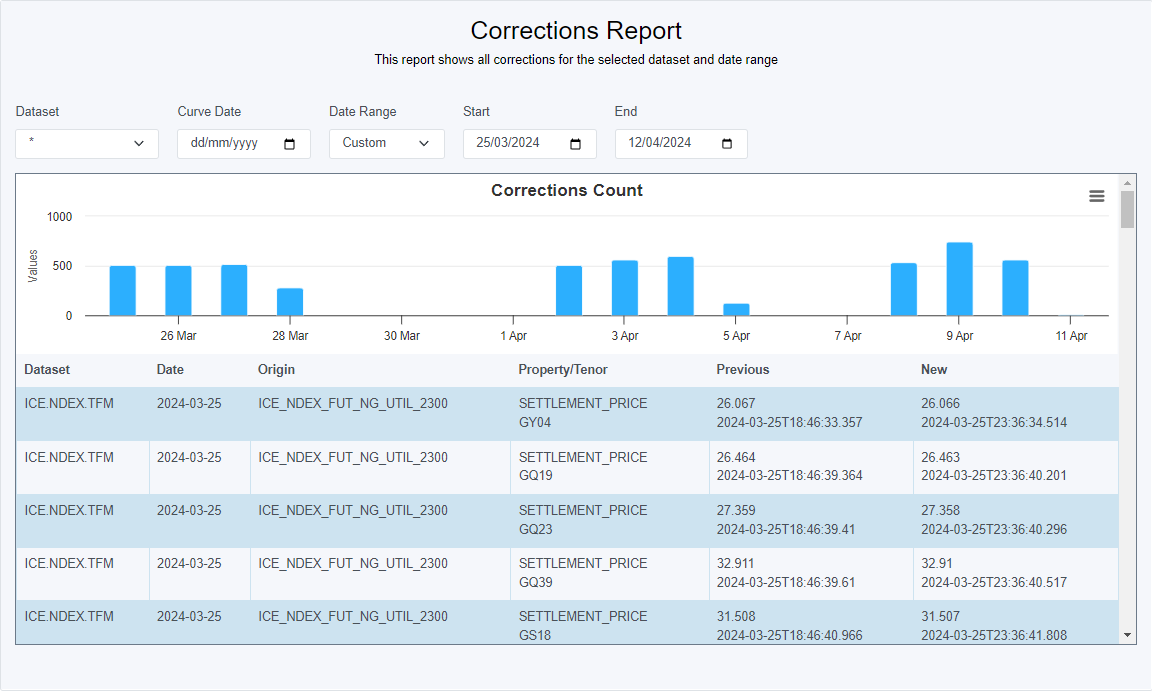 Corrections Report
This report shows all corrections for the selected dataset and date range
Dataset Curve Date Date Range Start End
* dd/mm/yyyy Custom 25/03/2024 12/04/2024
Corrections Count
Values
1000
500
0
26 Mar 28 Mar 30 Mar 1 Apr 3 Apr 5 Apr 7 Apr 9 Apr 11 Apr
Dataset Date Origin Property/Tenor Previous New
ICE.NDEX.TFM 2024-03-25 ICE_NDEX_FUT_NG_UTIL_2300 SETTLEMENT_PRICE 26.067 26.066
GY04 2024-03-25T18:46:33.357 2024-03-25T23:36:34.514
ICE.NDEX.TFM 2024-03-25 ICE_NDEX_FUT_NG_UTIL_2300 SETTLEMENT_PRICE 26.464 26.463
GQ19 2024-03-25T18:46:39.364 2024-03-25T23:36:40.201
ICE.NDEX.TFM 2024-03-25 ICE_NDEX_FUT_NG_UTIL_2300 SETTLEMENT_PRICE 27.359 27.358
GQ23 2024-03-25T18:46:39.41 2024-03-25T23:36:40.296
ICE.NDEX.TFM 2024-03-25 ICE_NDEX_FUT_NG_UTIL_2300 SETTLEMENT_PRICE 32.911 32.91
GQ39 2024-03-25T18:46:39.61 2024-03-25T23:36:40.517
ICE.NDEX.TFM 2024-03-25 ICE_NDEX_FUT_NG_UTIL_2300 SETTLEMENT_PRICE 31.508 31.507
GS18 2024-03-25T18:46:40.966 2024-03-25T23:36:41.808